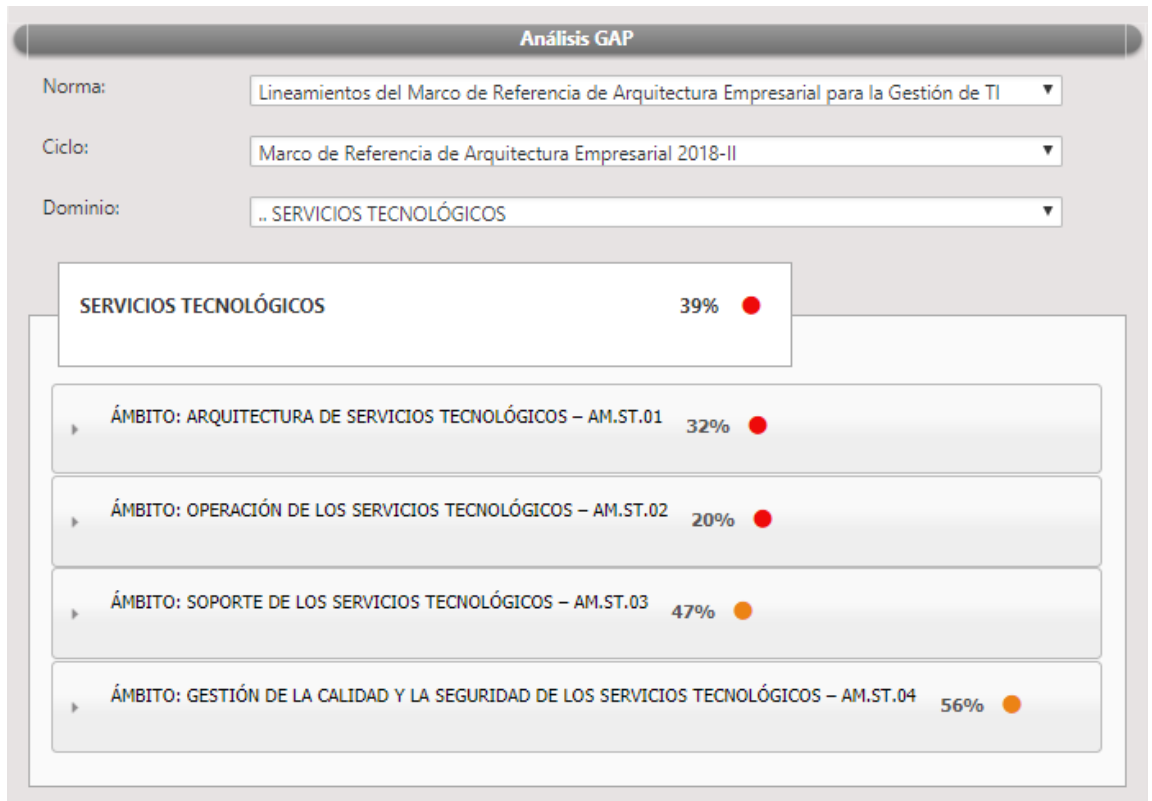 Análisis GAP
Norma:
Lineamientos del Marco de Referencia de Arquitectura Empresarial para la Gestión de TI
Ciclo:
Marco de Referencia de Arquitectura Empresarial 2018-II
Dominio:
.. SERVICIOS TECNOLÓGICOS
SERVICIOS TECNOLÓGICOS 39%
ÁMBITO: ARQUITECTURA DE SERVICIOS TECNOLÓGICOS – AM.ST.01 32%
ÁMBITO: OPERACIÓN DE LOS SERVICIOS TECNOLÓGICOS – AM.ST.02 20%
ÁMBITO: SOPORTE DE LOS SERVICIOS TECNOLÓGICOS – AM.ST.03 47%
ÁMBITO: GESTIÓN DE LA CALIDAD Y LA SEGURIDAD DE LOS SERVICIOS TECNOLÓGICOS – AM.ST.04 56%